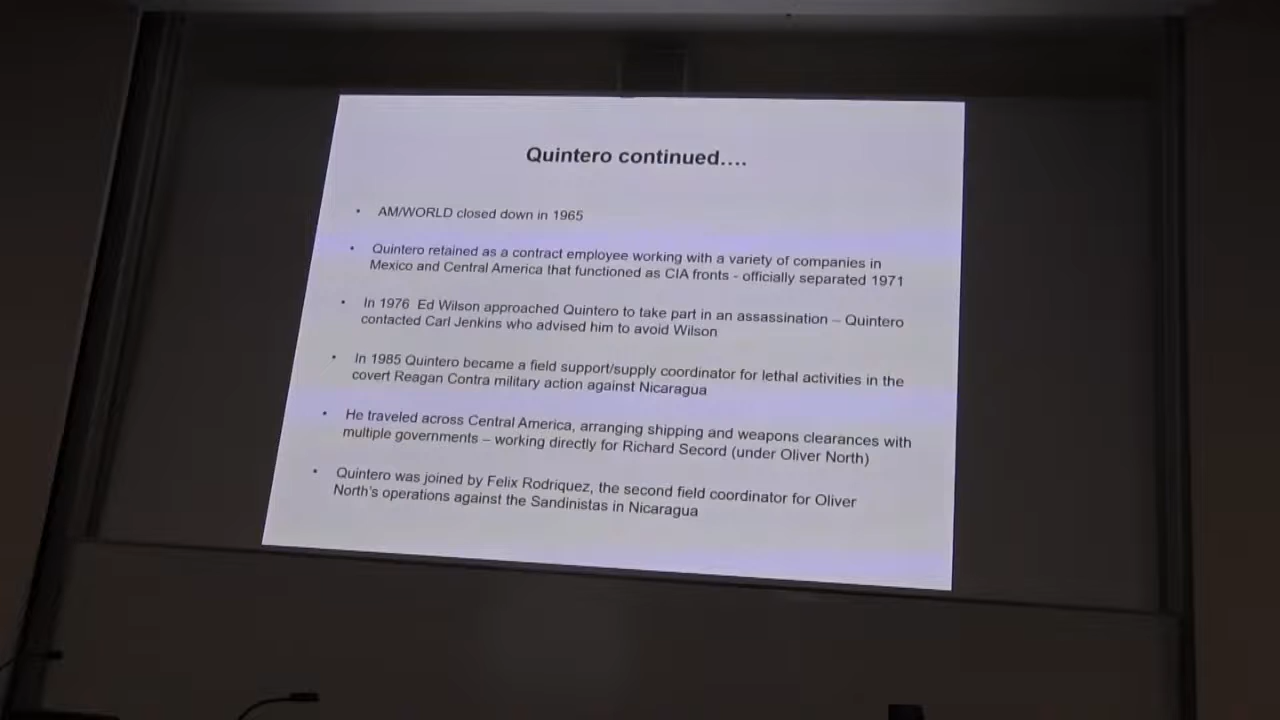 Quintero continued....
• AM/WORLD closed down in 1965
• Quintero retained as a contract employee working with a variety of companies in
Mexico and Central America that functioned as CIA fronts - officially separated 1971
• In 1976 Ed Wilson approached Quintero to take part in an assassination – Quintero
contacted Carl Jenkins who advised him to avoid Wilson
• In 1985 Quintero became a field support/supply coordinator for lethal activities in the
covert Reagan Contra military action against Nicaragua
• He traveled across Central America, arranging shipping and weapons clearances with
multiple governments – working directly for Richard Secord (under Oliver North)
• Quintero was joined by Felix Rodriquez, the second field coordinator for Oliver
North's operations against the Sandinistas in Nicaragua